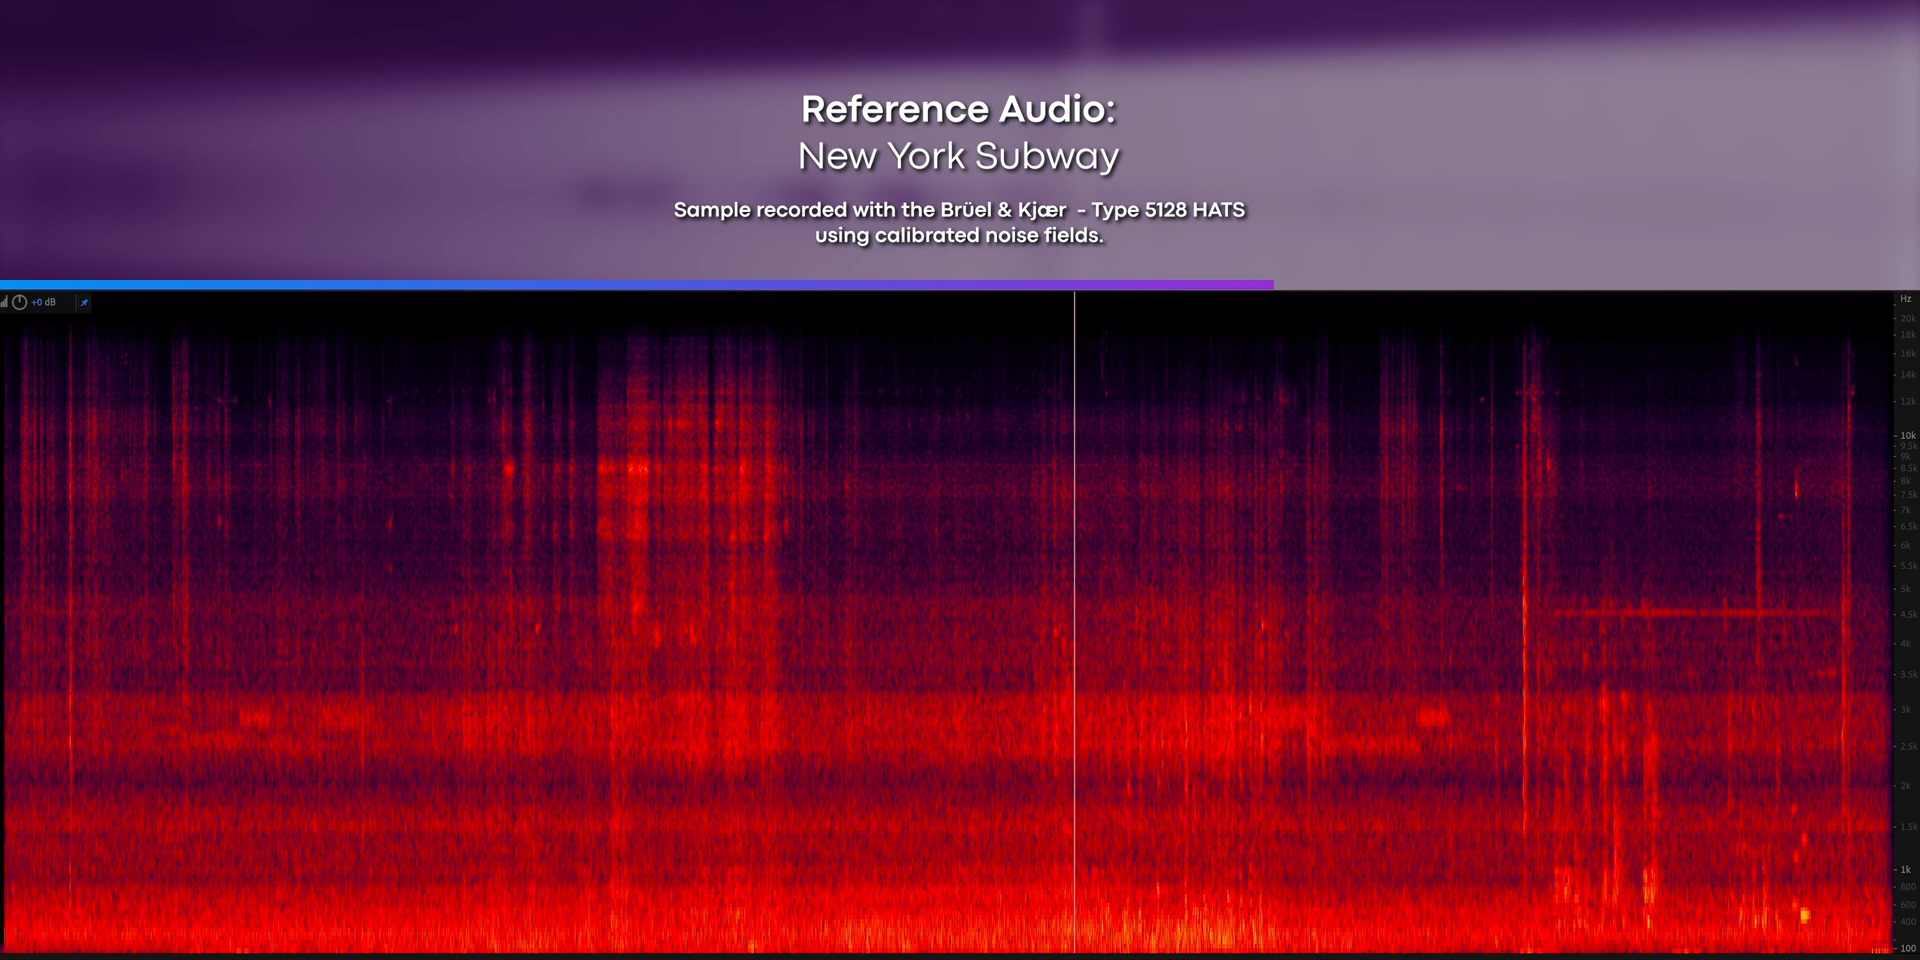 Reference Audio:
New York Subway
Sample recorded with the Brüel & Kjær - Type 5128 HATS
using calibrated noise fields.
+0 dB
Hz
20k
18k
16k
14k
12k
10k
9.5k
9k
8.5k
8k
7.5k
7k
6.5k
6k
5.5k
5k
4.5k
4k
3.5k
3k
2.5k
2k
1.5k
1k
800
600
400
100